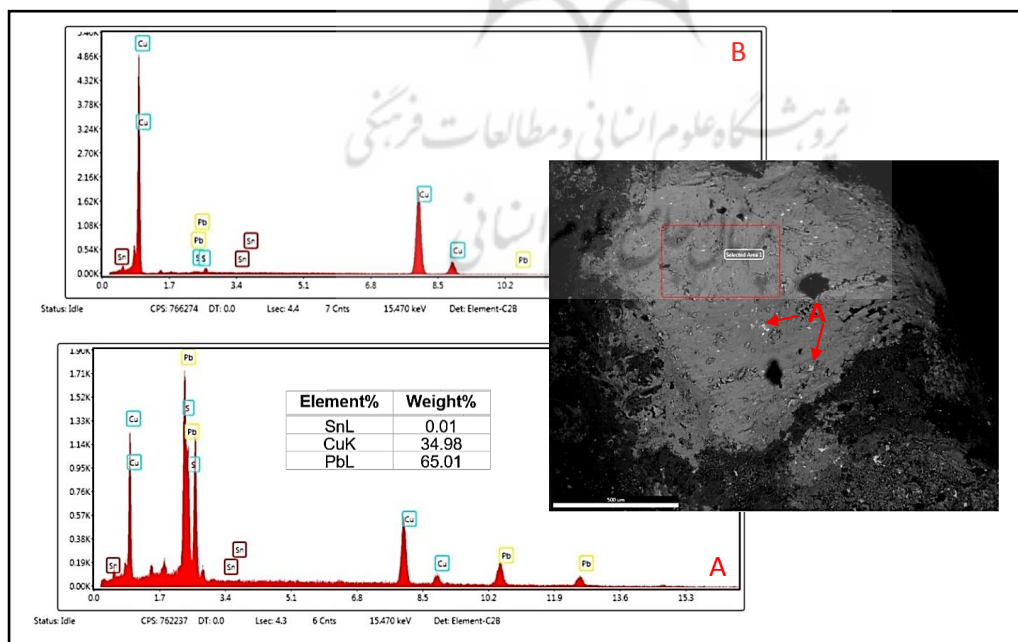 B
5.40K
4.86K
4.32K
3.78K
3.24K
2.70K
2.16K
1.62K
1.08K
0.54K
0.00K
Cu
Cu
Pb
Pb
Sn
S
S
Sn
Sn
Cu
Cu
Pb
0.0 1.7 3.4 5.1 6.8 8.5 10.2
Status: Idle CPS: 766274 DT: 0.0 Lsec: 4.4 7 Cnts 15.470 keV Det: Element-C2B
پژوهشگاه علوم انسانی و مطالعات فرهنگی
Selected Area 1
A
500 um
1.90K
1.71K
1.52K
1.33K
1.14K
0.95K
0.76K
0.57K
0.38K
0.19K
0.00K
Pb
S
Cu
Pb
Cu
S
Cu
Sn
Sn
Sn
Cu
Pb
Pb
Element% Weight%
SnL 0.01
CuK 34.98
PbL 65.01
A
0.0 1.7 3.4 5.1 6.8 8.5 10.2 11.9 13.6 15.3
Status: Idle CPS: 762237 DT: 0.0 Lsec: 4.3 6 Cnts 15.470 keV Det: Element-C2B